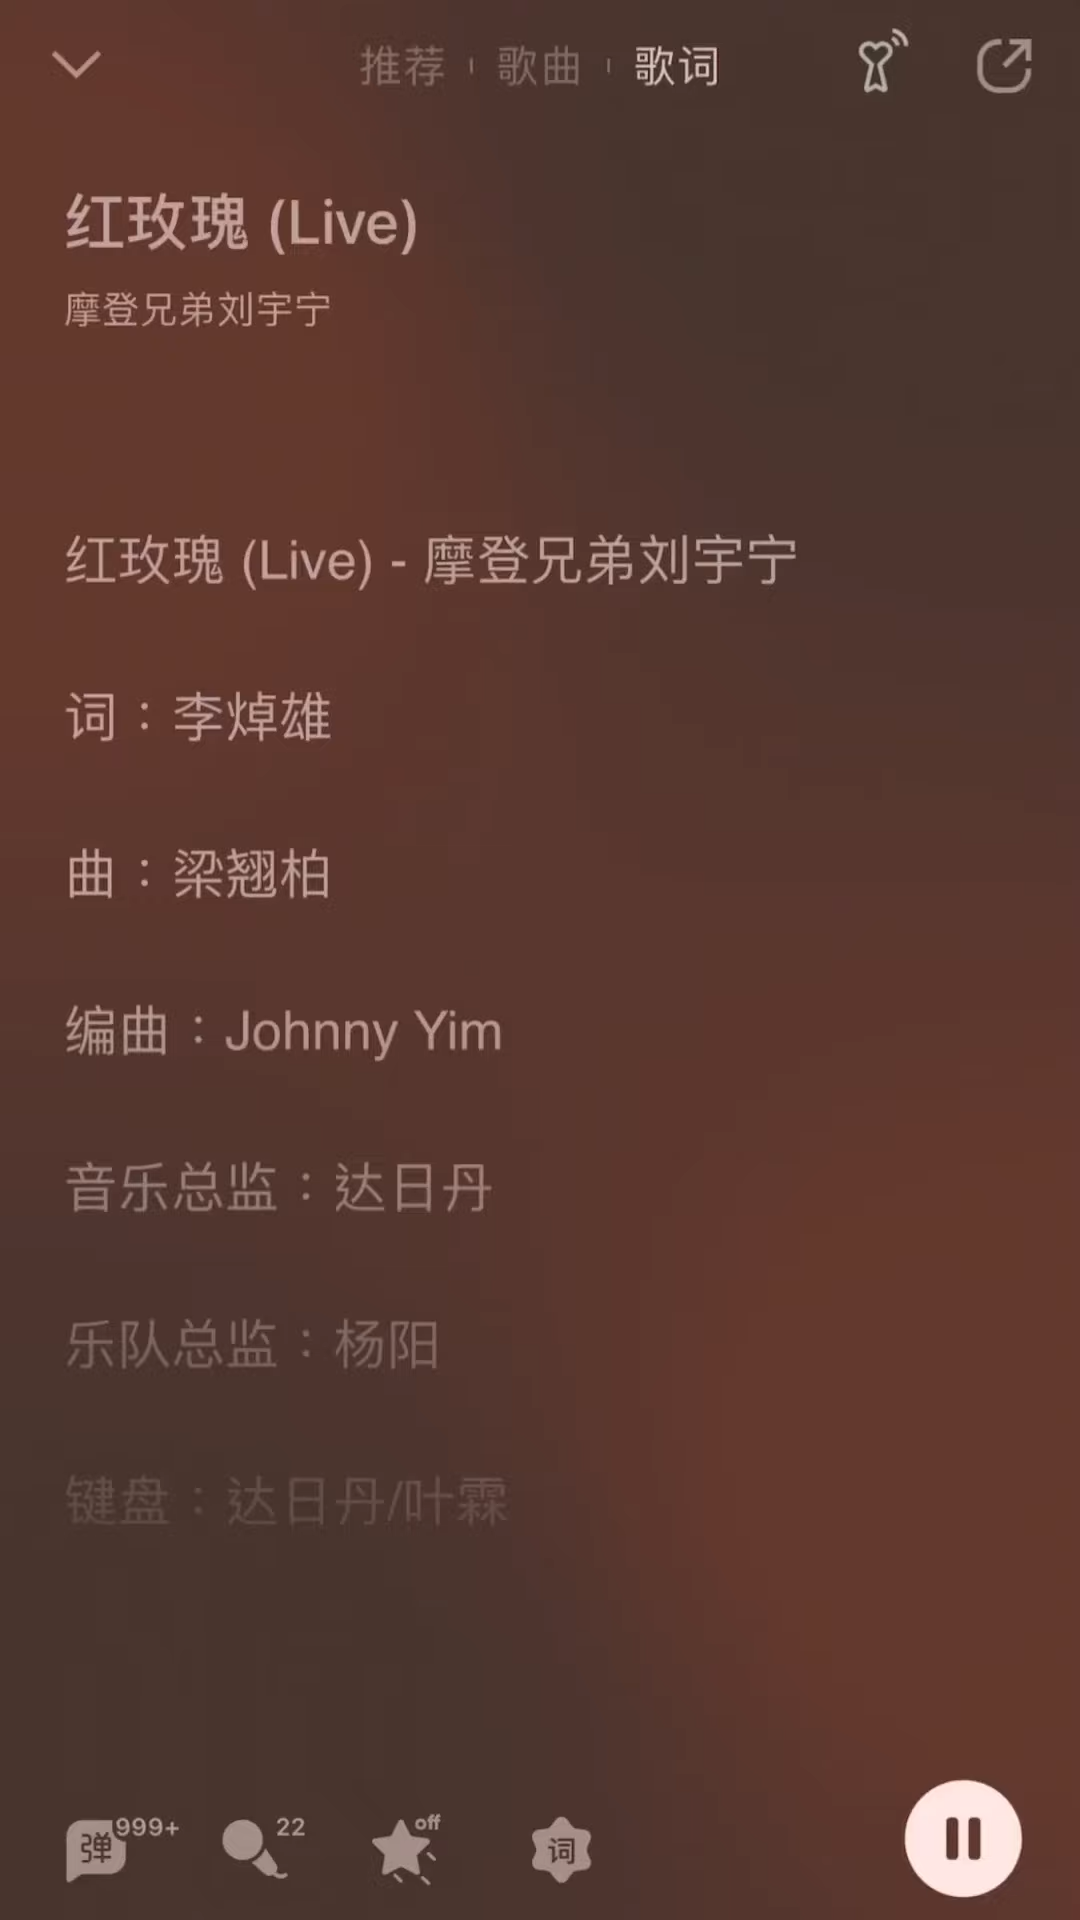 推荐 歌曲 歌词
红玫瑰 (Live)
摩登兄弟刘宇宁
红玫瑰 (Live) - 摩登兄弟刘宇宁
词：李焯雄
曲：梁翘柏
编曲：Johnny Yim
音乐总监：达日丹
乐队总监：杨阳
键盘：达日丹/叶霖
弹 999+ 22 off 词